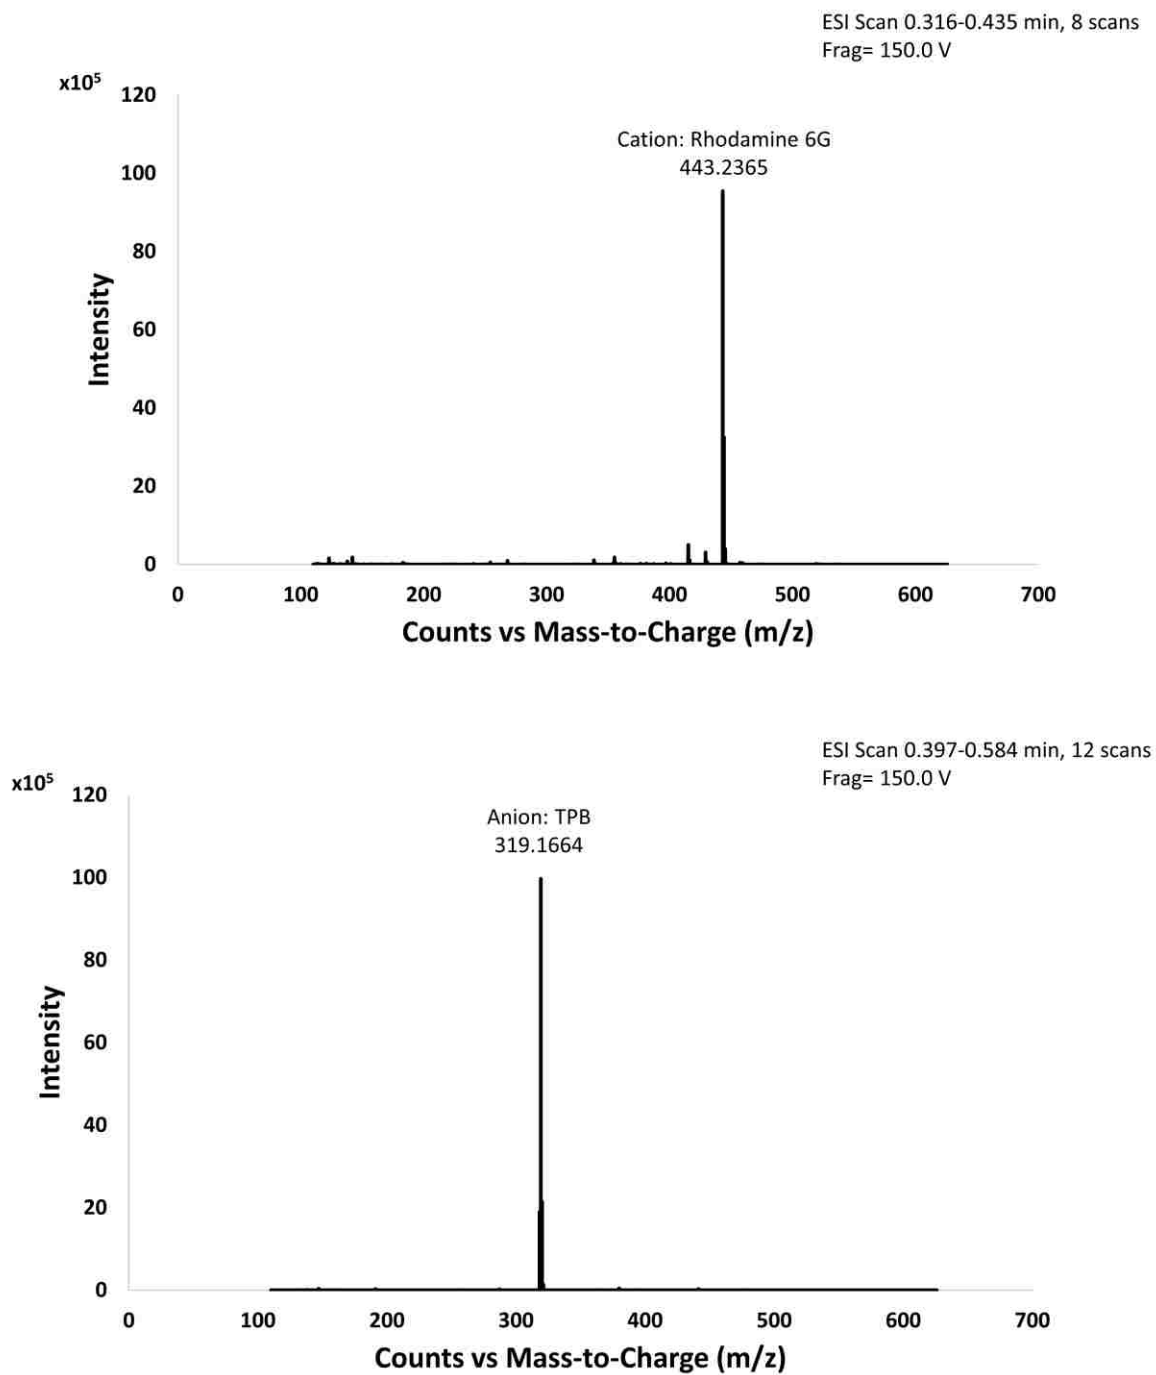 ESI Scan 0.316-0.435 min, 8 scans
Frag= 150.0 V
x10⁵
120
Cation: Rhodamine 6G
443.2365
100
80
60
40
20
0
Intensity
0 100 200 300 400 500 600 700
Counts vs Mass-to-Charge (m/z)
ESI Scan 0.397-0.584 min, 12 scans
Frag= 150.0 V
x10⁵
120
Anion: TPB
319.1664
100
80
60
40
20
0
Intensity
0 100 200 300 400 500 600 700
Counts vs Mass-to-Charge (m/z)